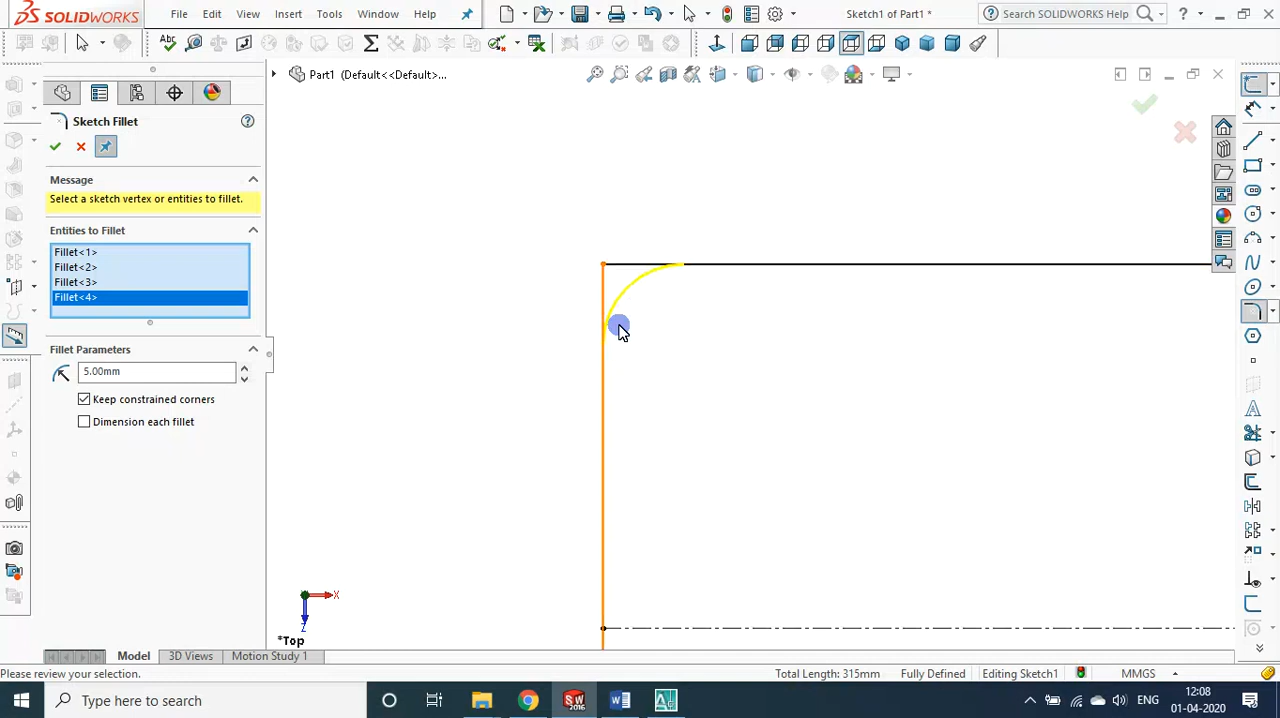 SOLIDWORKS File Edit View Insert Tools Window Help Sketch1 of Part1 * Search SOLIDWORKS Help ?
Part1 (Default<<Default>...
Sketch Fillet
Message
Select a sketch vertex or entities to fillet.
Entities to Fillet
Fillet<1>
Fillet<2>
Fillet<3>
Fillet<4>
Fillet Parameters
5.00mm
Keep constrained corners
Dimension each fillet
X
Z
*Top
Model 3D Views Motion Study 1
Please review your selection. Total Length: 315mm Fully Defined Editing Sketch1 MMGS
Type here to search SW 2016 ENG 12:08
01-04-2020